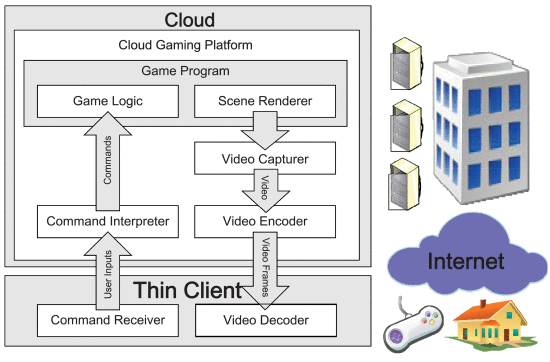 Cloud
Cloud Gaming Platform
Game Program
Game Logic
Scene Renderer
Commands
Video Capturer
Video
Command Interpreter
Video Encoder
User Inputs
Video Frames
Thin Client
Command Receiver
Video Decoder
Internet